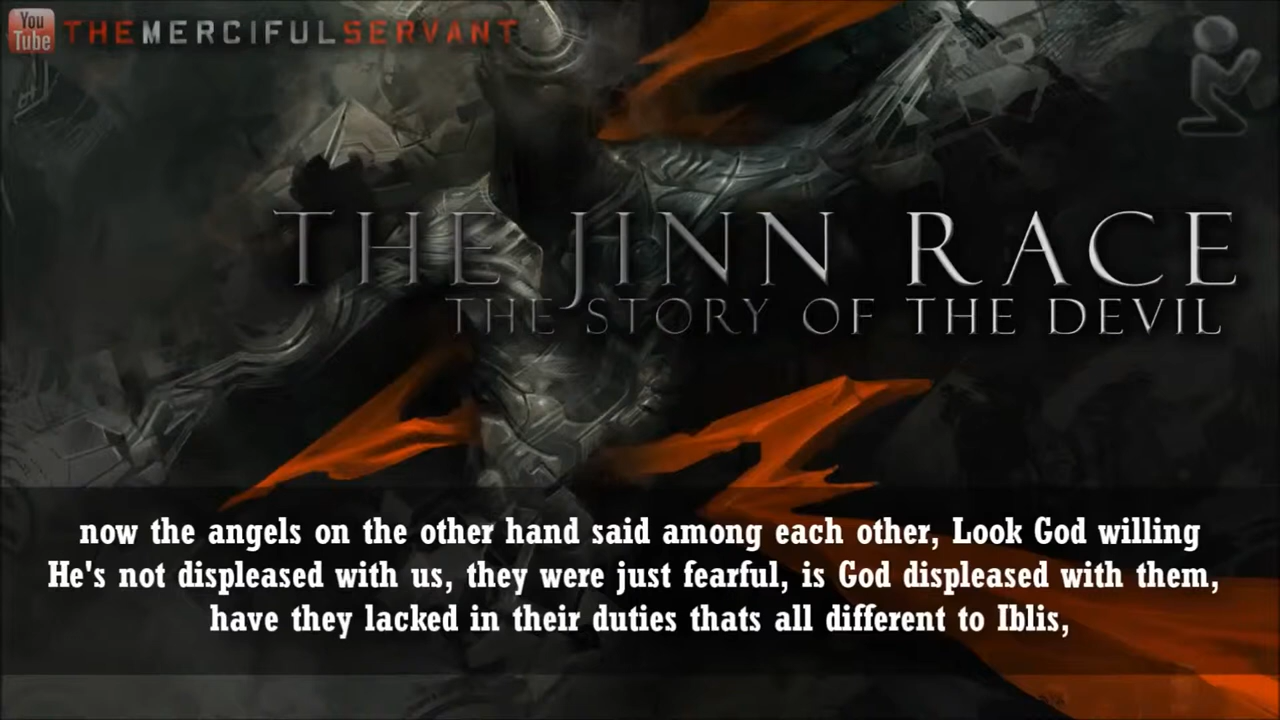 You
Tube
THEMERCIFULSERVANT
THE JINN RACE
THE STORY OF THE DEVIL
now the angels on the other hand said among each other, Look God willing
He's not displeased with us, they were just fearful, is God displeased with them,
have they lacked in their duties thats all different to Iblis,